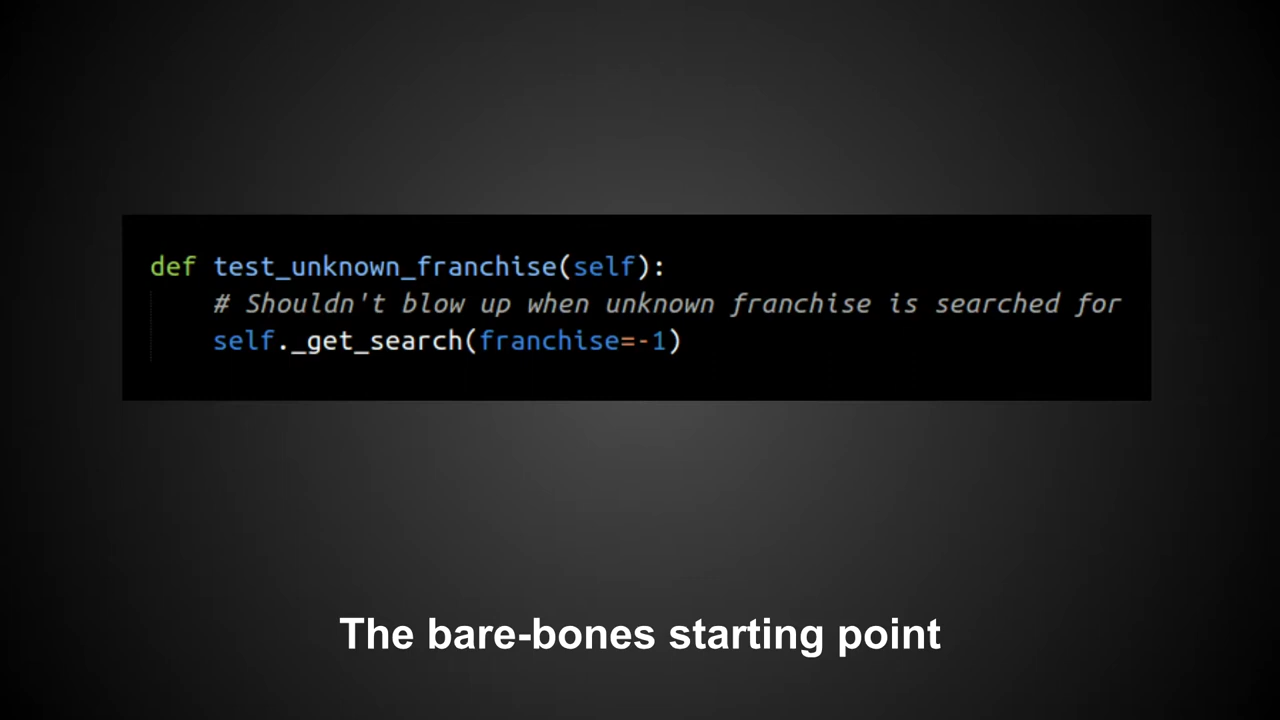 def test_unknown_franchise(self):
# Shouldn't blow up when unknown franchise is searched for
self._get_search(franchise=-1)
The bare-bones starting point